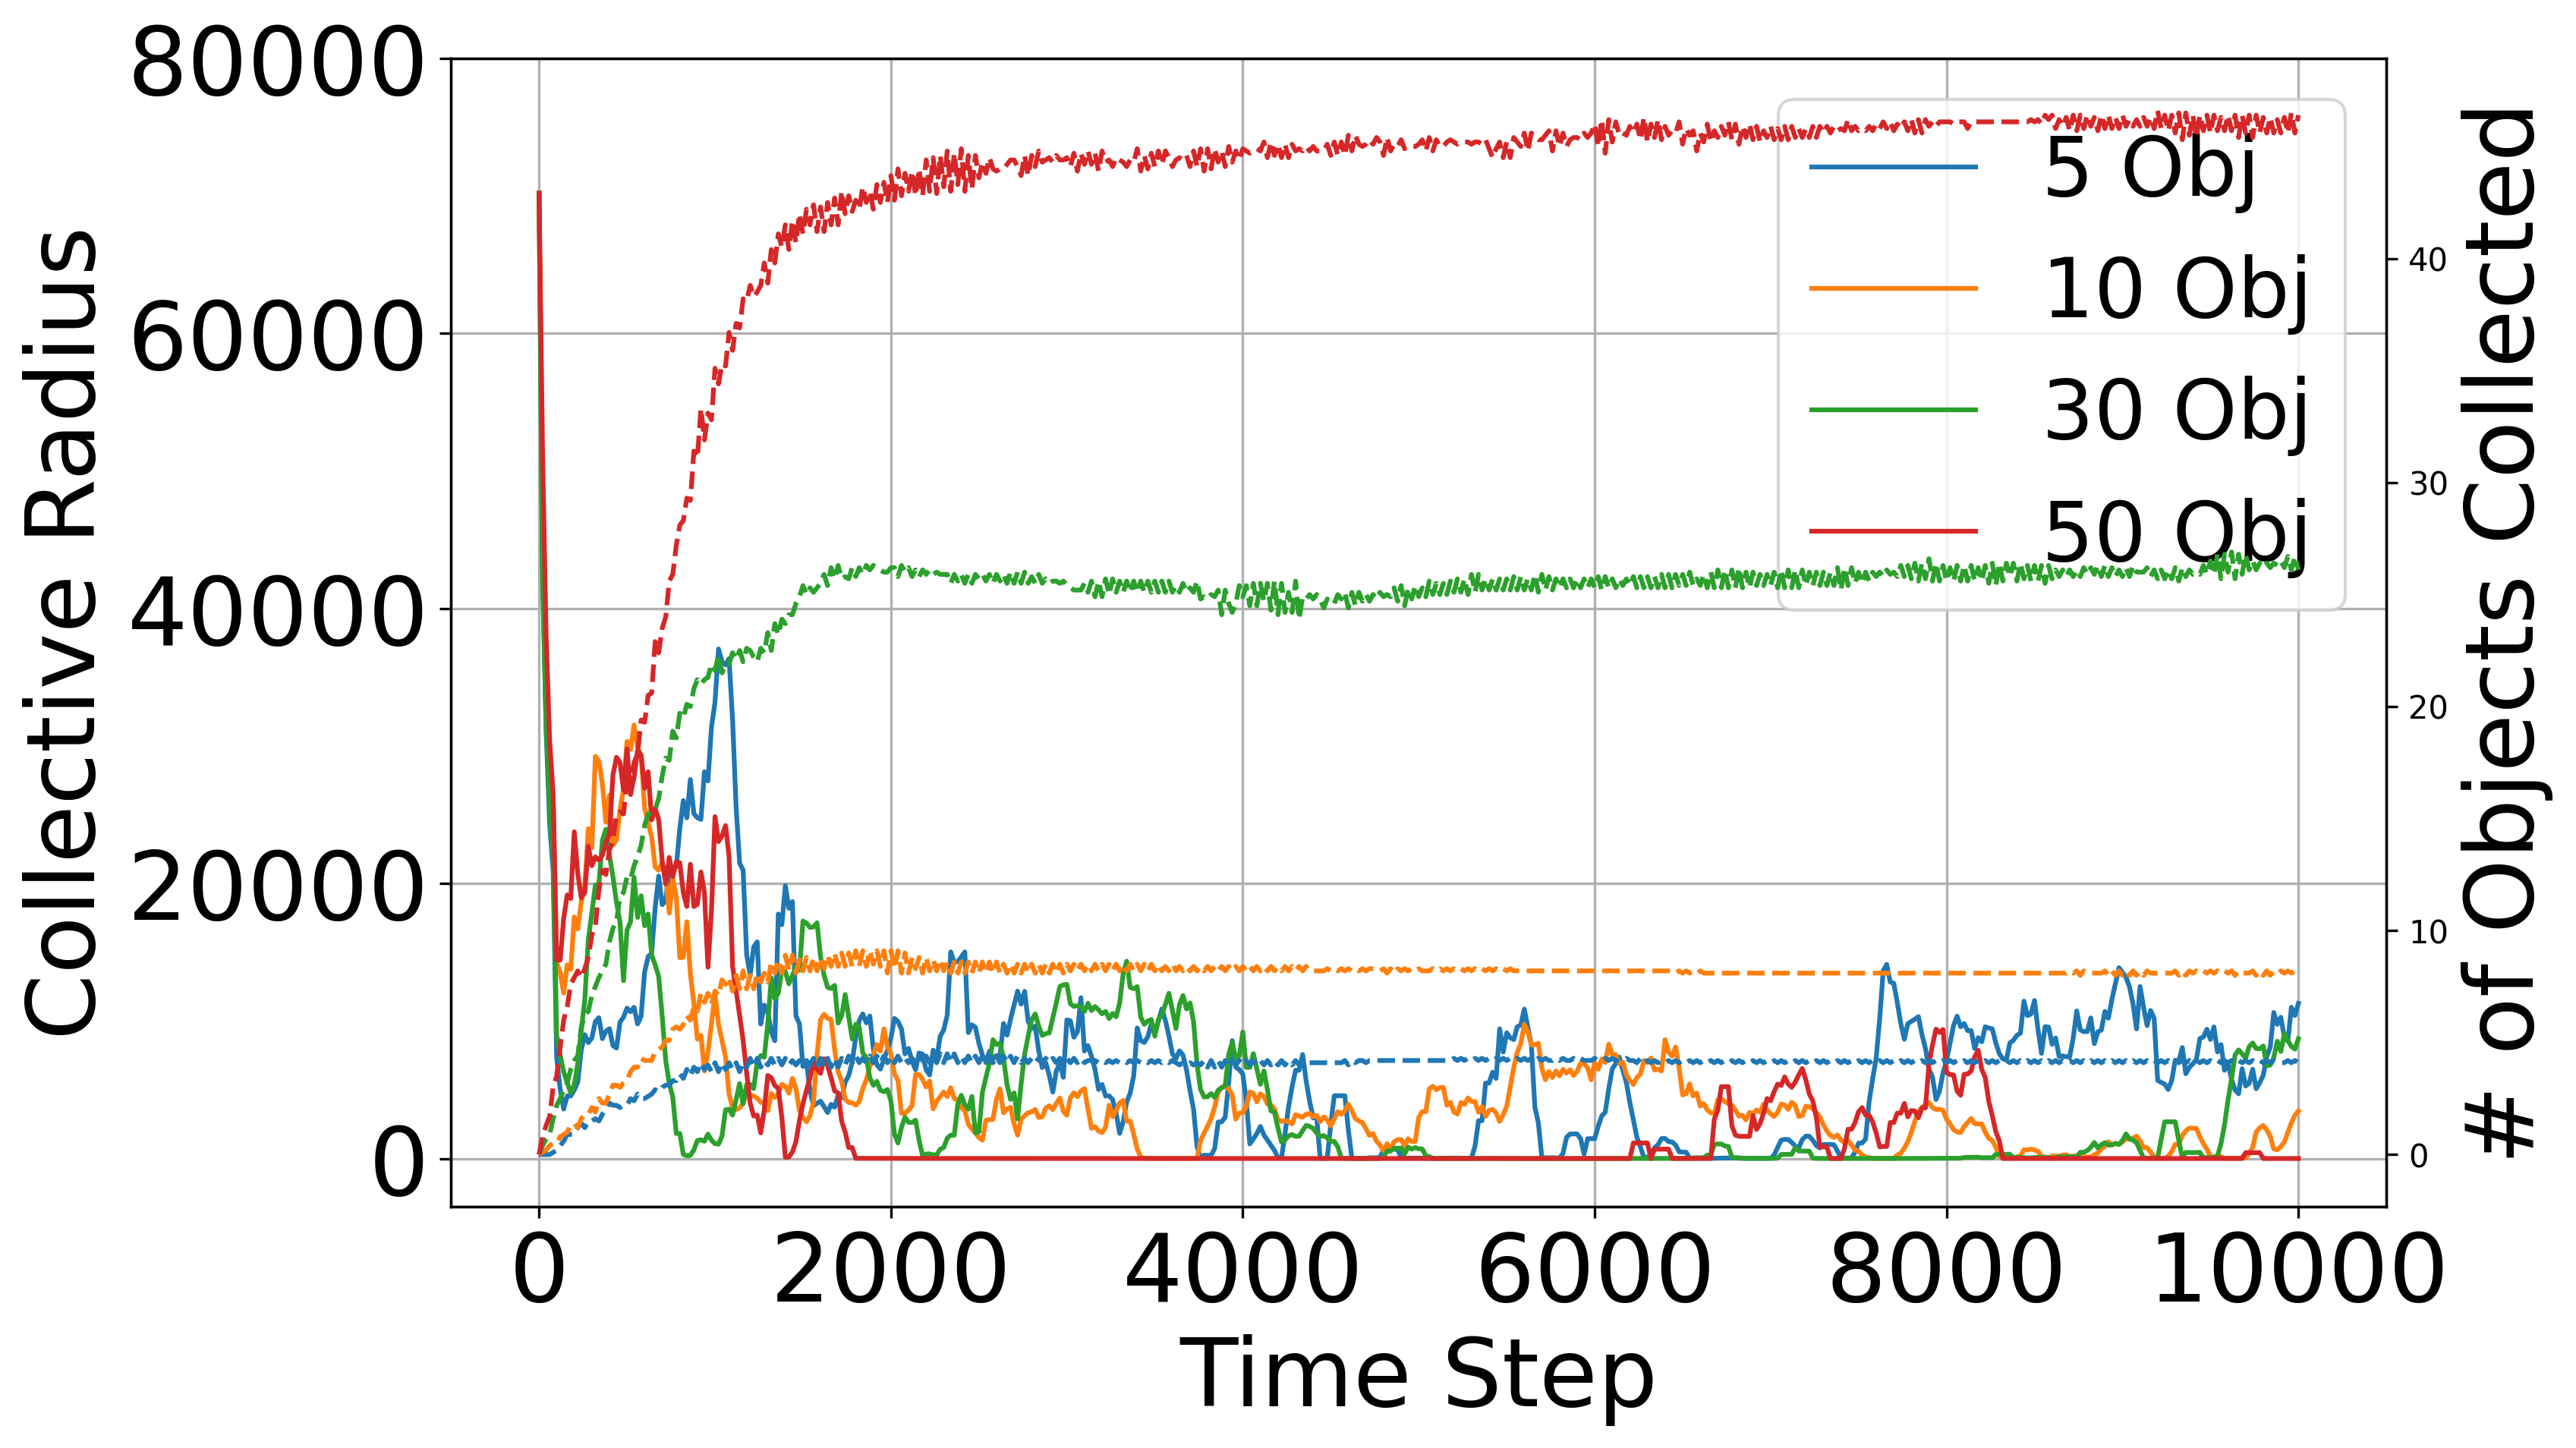 80000
60000
40000
20000
0
Collective Radius
0
2000
4000
6000
8000
10000
Time Step
40
30
20
10
0
# of Objects Collected
5 Obj
10 Obj
30 Obj
50 Obj